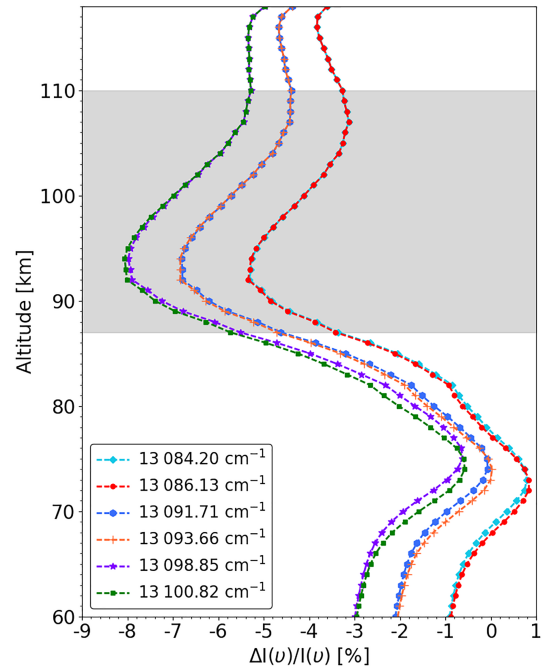 110
100
90
80
70
60
Altitude [km]
13 084.20 cm⁻¹
13 086.13 cm⁻¹
13 091.71 cm⁻¹
13 093.66 cm⁻¹
13 098.85 cm⁻¹
13 100.82 cm⁻¹
-9 -8 -7 -6 -5 -4 -3 -2 -1 0 1
ΔI(υ)/I(υ) [%]